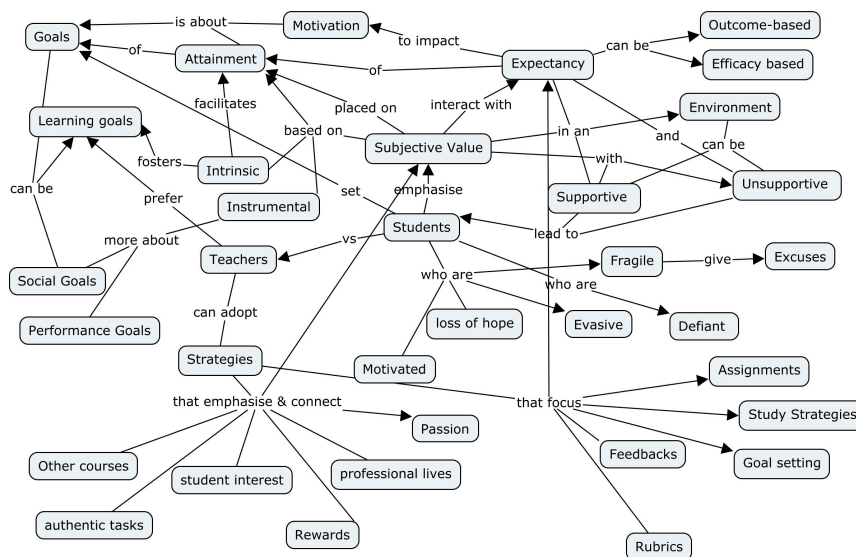 Outcome-based
is about
Motivation
Goals
can be
to impact
of
Attainment
Expectancy
of
Efficacy based
facilitates
placed on
interact with
Environment
Learning goals
based on
in an
and
can be
Subjective Value
fosters
with
Intrinsic
can be
emphasise
Supportive
Unsupportive
set
prefer
Instrumental
Students
more about
vs
lead to
Teachers
Fragile
give
Excuses
who are
Social Goals
who are
can adopt
loss of hope
Evasive
Defiant
Performance Goals
Strategies
Motivated
Assignments
that emphasise & connect
that focus
Study Strategies
Passion
Feedbacks
Goal setting
Other courses
student interest
professional lives
authentic tasks
Rewards
Rubrics